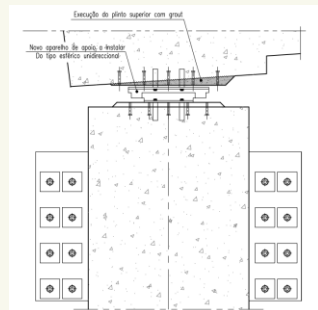 Execução do plinto superior com grout
Novo aparelho de apoio, a instalar
Do tipo esférico unidireccional